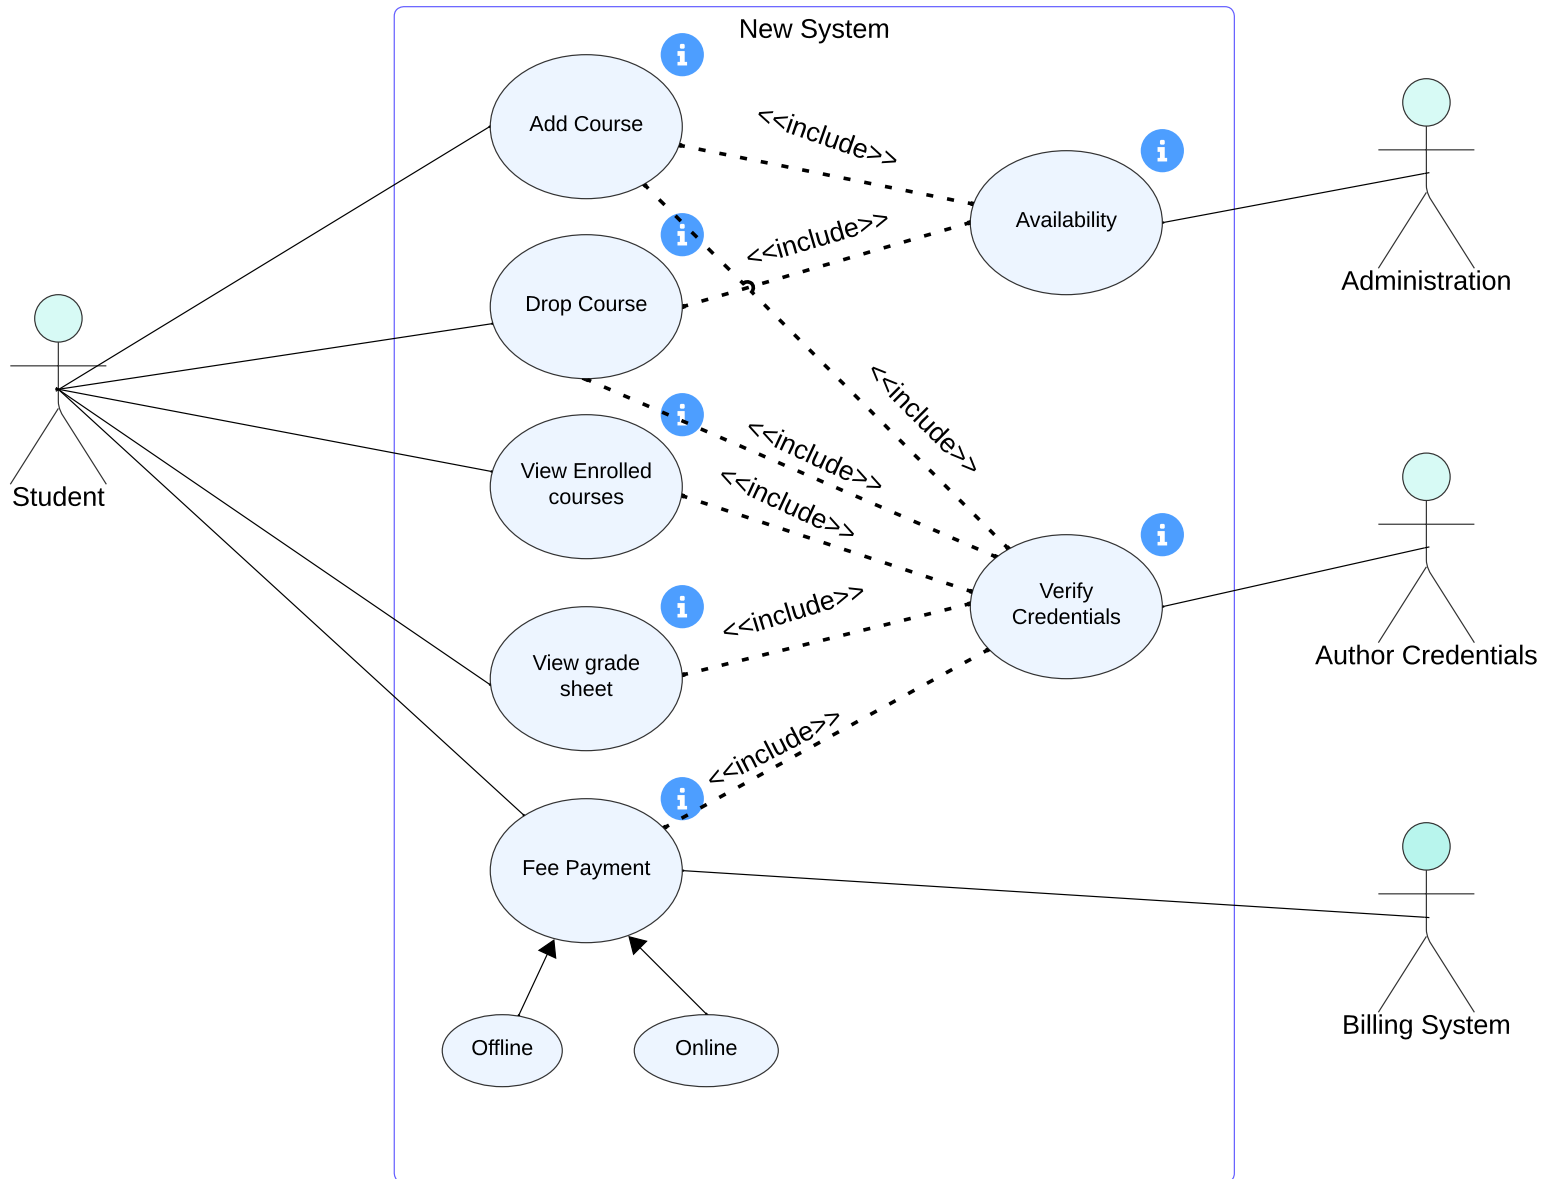 New System
Add Course
<<include>>
Availability
<<include>>
Drop Course
Administration
Student
<<include>>
<<include>>
View Enrolled
courses
<<include>>
Verify
Credentials
<<include>>
View grade
sheet
Author Credentials
<<include>>
Fee Payment
Billing System
Offline
Online